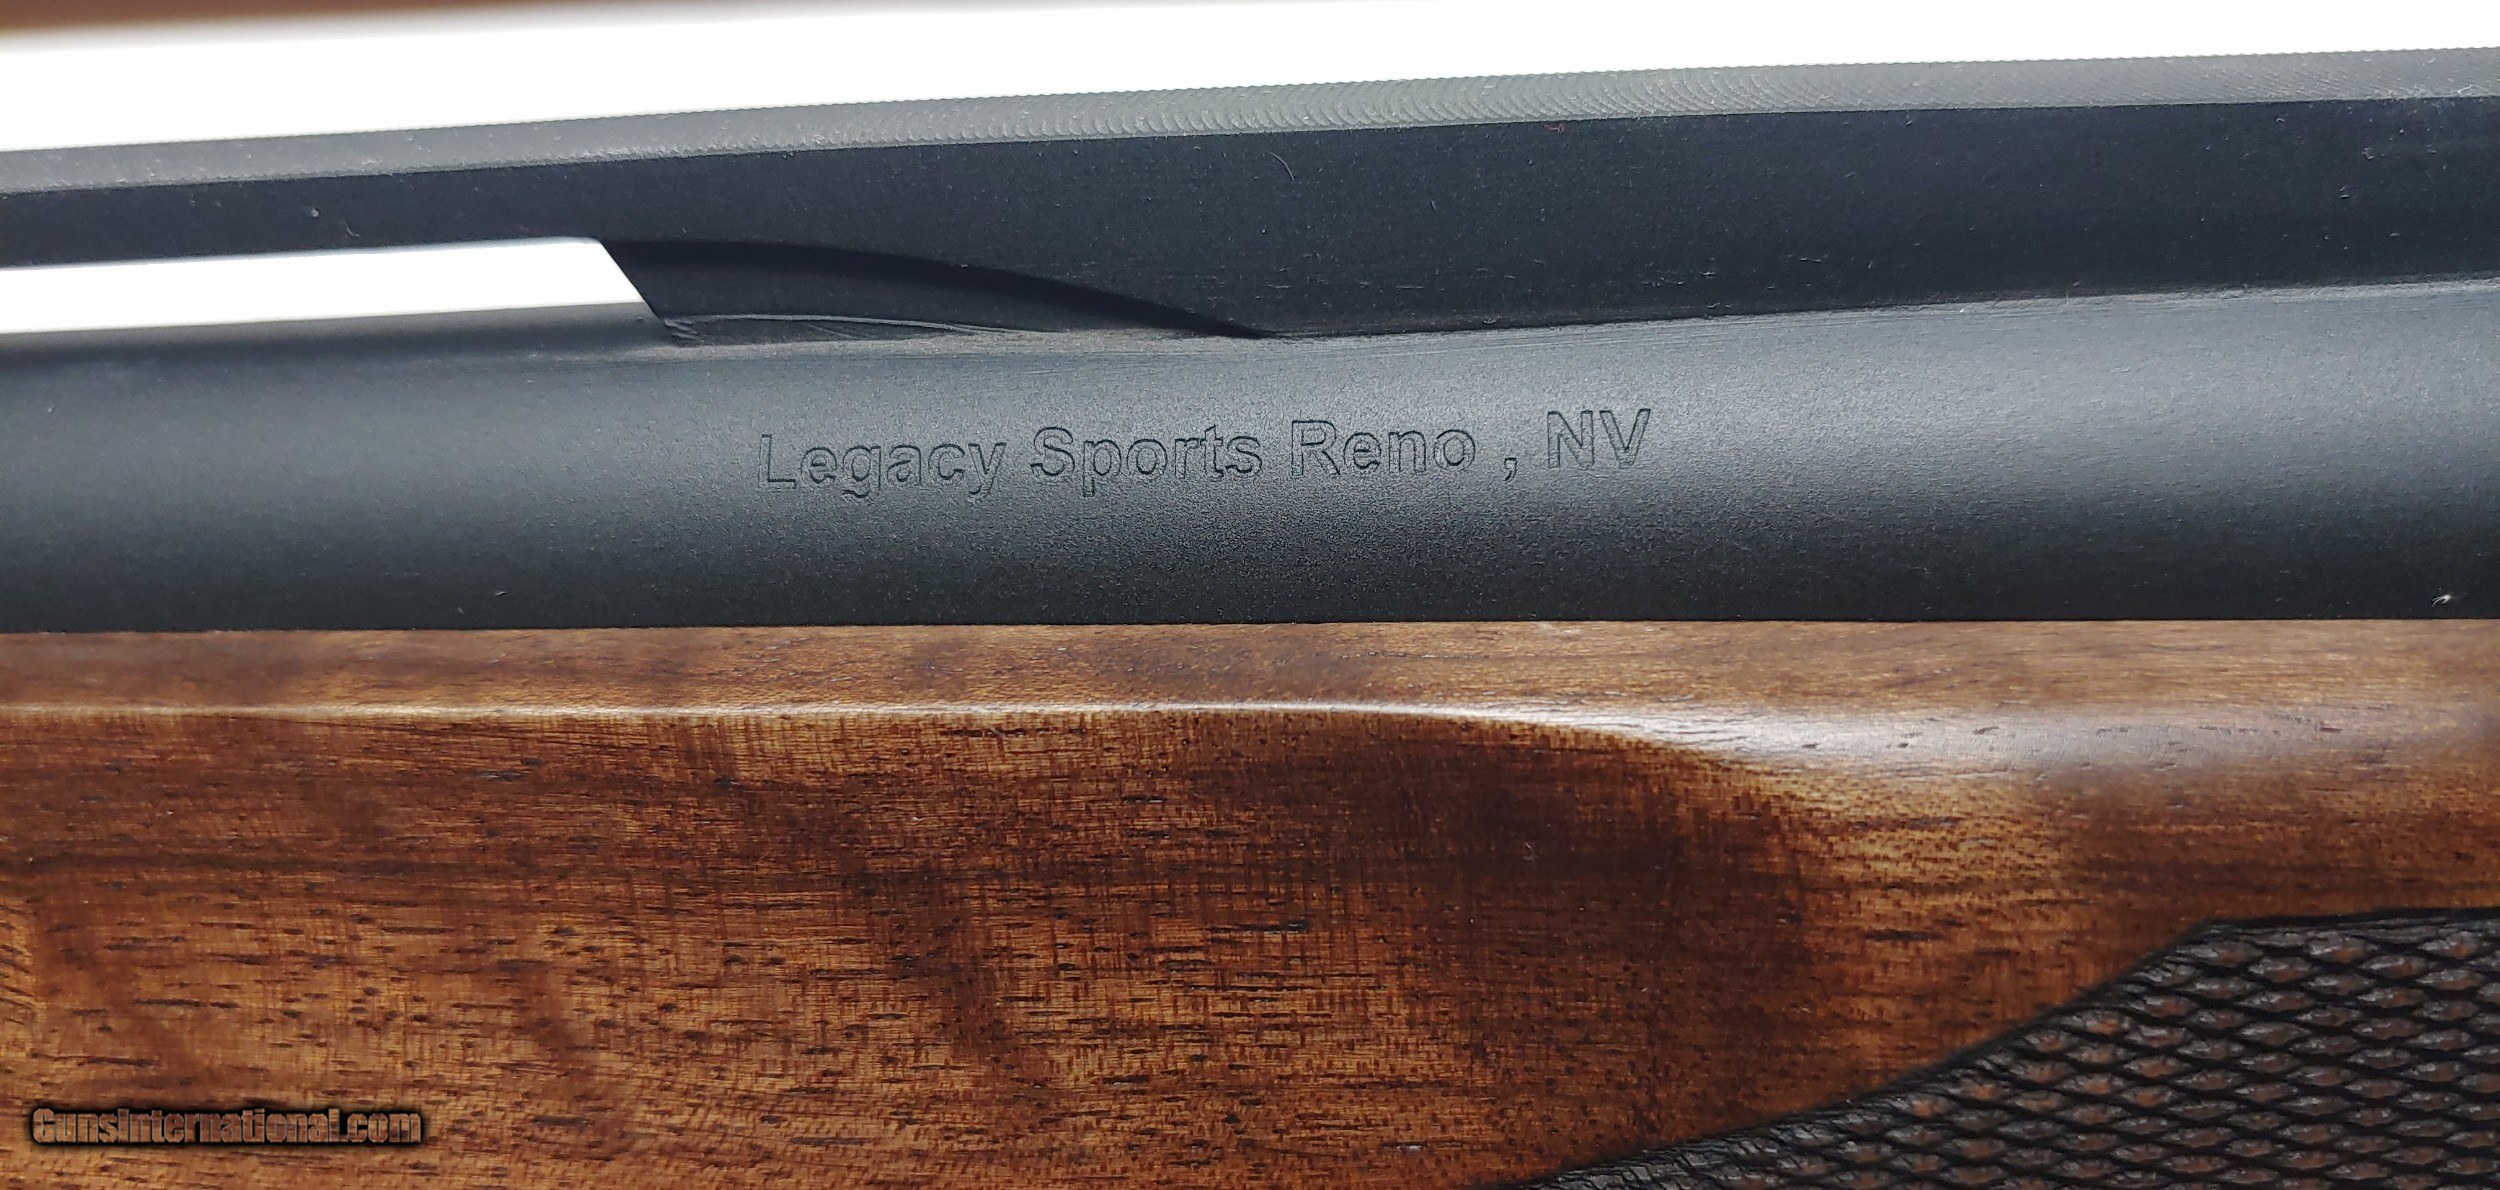 Legacy Sports Reno , NV
GunsInternational.com